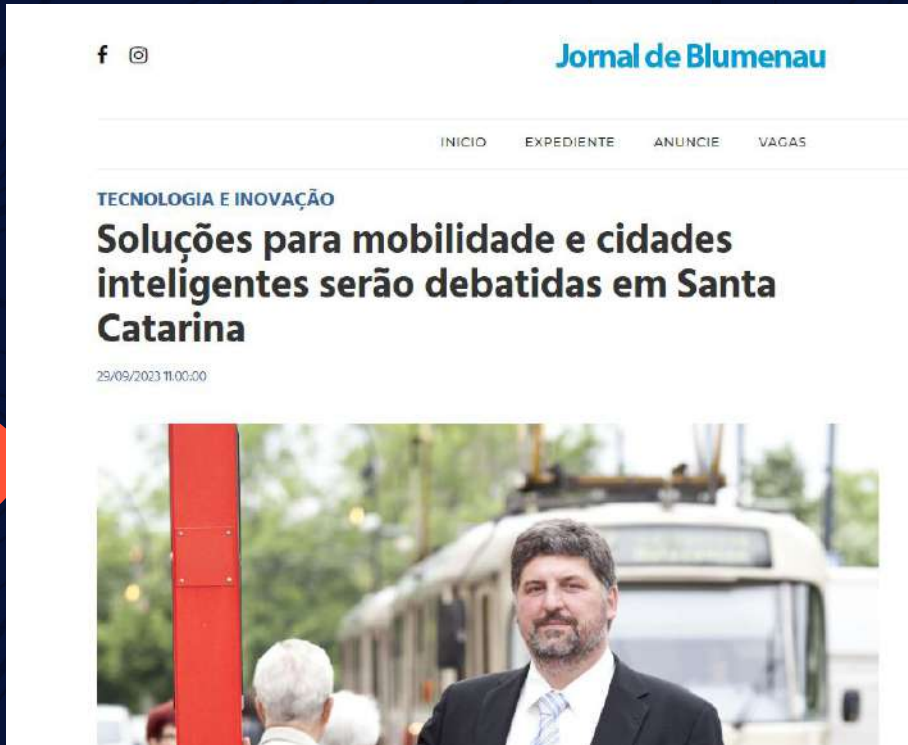 Jornal de Blumenau
INICIO EXPEDIENTE ANUNCIE VAGAS
TECNOLOGIA E INOVAÇÃO
Soluções para mobilidade e cidades
inteligentes serão debatidas em Santa
Catarina
29/09/2023 11:00:00